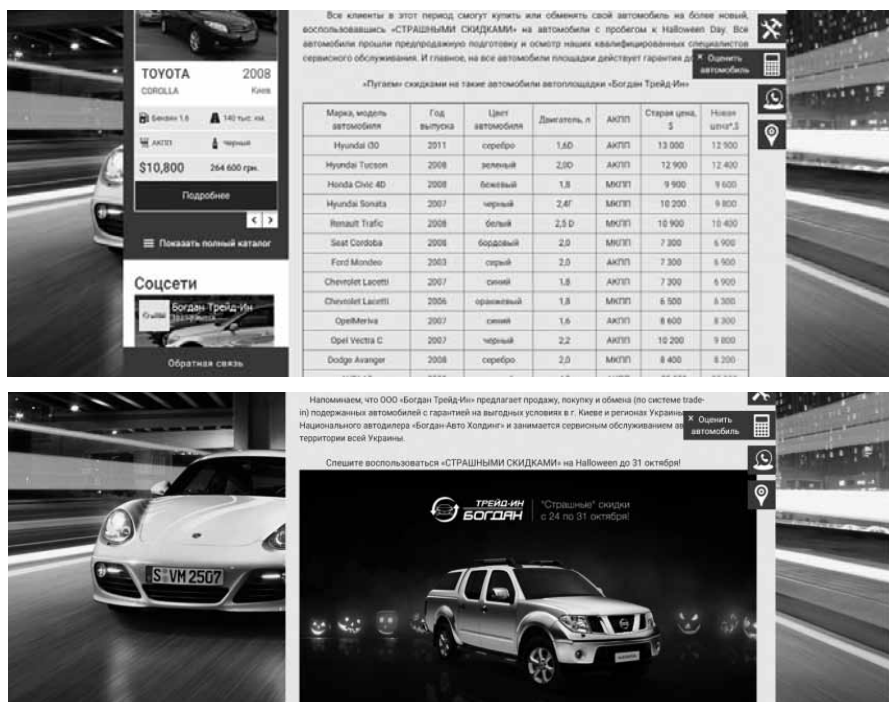 TOYOTA 2008
COROLLA Киев
Бензин 1.6 140 тыс. км.
АКПП черный
$10,800 264 600 грн.
Подробнее
< >
Показать полный каталог
Соцсети
Богдан Трейд-Ин
Обратная связь
Все клиенты в этот период смогут купить или обменять свой автомобиль на более новый,
воспользовавшись «СТРАШНЫМИ СКИДКАМИ» на автомобили с пробегом к Halloween Day. Все
автомобили прошли предпродажную подготовку и осмотр наших квалифицированных специалистов
сервисного обслуживания. И главное, на все автомобили площадки действует гарантия
× Оценить
автомобиль
«Пугаем» скидками на такие автомобили автоплощадки «Богдан Трейд-Ин»
Марка, модель автомобиля Год выпуска Цвет автомобиля Двигатель, л АКПП Старая цена, $ Новая цена*,$
Hyundai i30 2011 серебро 1,6D АКПП 13 000 12 900
Hyundai Tucson 2008 зеленый 2,0D АКПП 12 900 12 400
Honda Civic 4D 2008 бежевый 1,8 МКПП 9 900 9 600
Hyundai Sonata 2007 черный 2,4Г МКПП 10 200 9 800
Renault Trafic 2008 белый 2,5 D МКПП 10 900 10 400
Seat Cordoba 2008 бордовый 2,0 МКПП 7 300 6 900
Ford Mondeo 2003 серый 2,0 АКПП 7 300 6 900
Chevrolet Lacetti 2007 синий 1,8 АКПП 7 300 6 900
Chevrolet Lacetti 2006 оранжевый 1,8 МКПП 6 500 6 300
OpelMeriva 2007 синий 1,6 АКПП 8 600 8 300
Opel Vectra C 2007 чёрный 2,2 АКПП 10 200 9 800
Dodge Avanger 2008 серебро 2,0 МКПП 8 400 8 200
Напоминаем, что ООО «Богдан Трейд-Ин» предлагает продажу, покупку и обмена (по системе trade-
in) подержанных автомобилей с гарантией на выгодных условиях в г. Киеве и регионах Украины
Национального автодилера «Богдан-Авто Холдинг» и занимается сервисным обслуживанием ав
территории всей Украины.
× Оценить
автомобиль
Спешите воспользоваться «СТРАШНЫМИ СКИДКАМИ» на Halloween до 31 октября!
ТРЕЙД-ИН
БОГДАН
"Страшные" скидки
с 24 по 31 октября!
S VM 2507